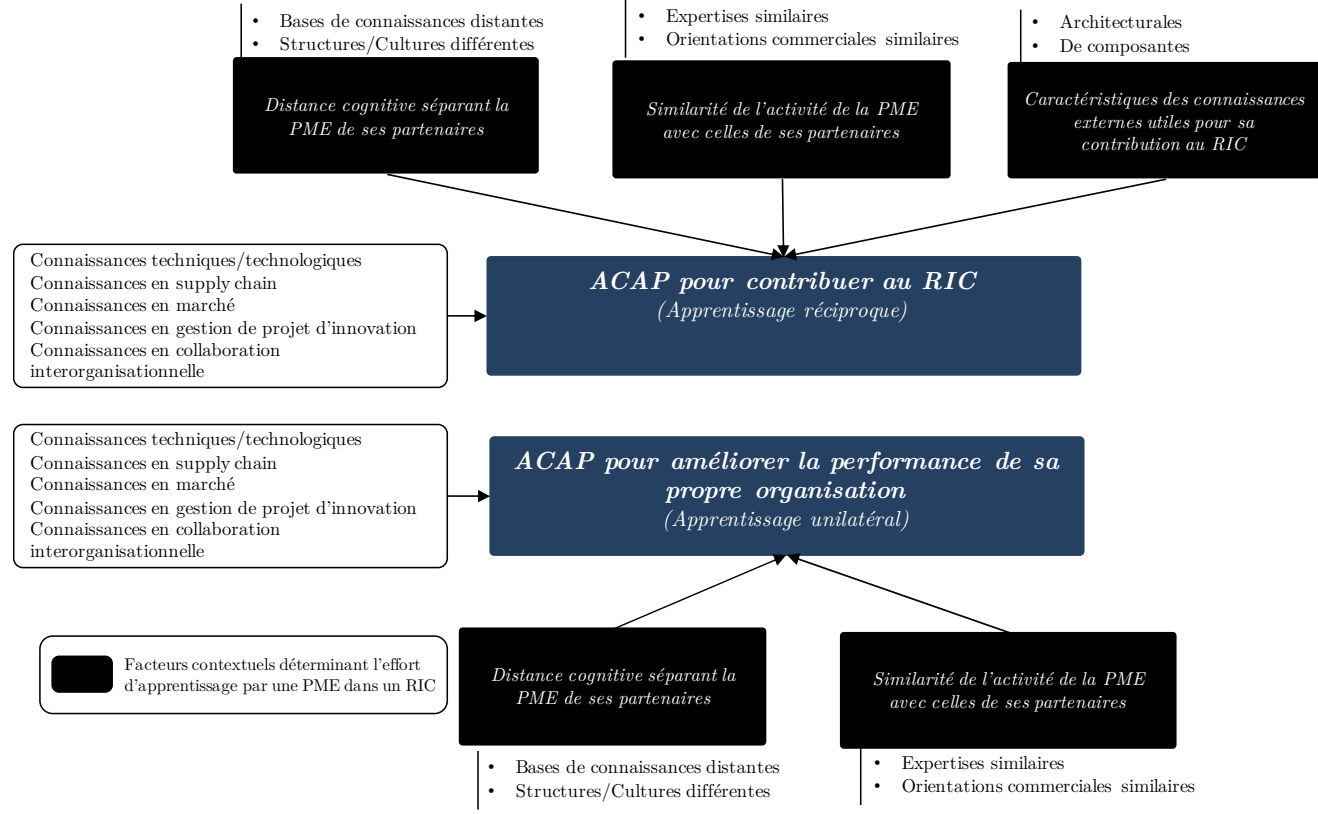 • Bases de connaissances distantes
• Structures/Cultures différentes
• Expertises similaires
• Orientations commerciales similaires
• Architecturales
• De composantes
Distance cognitive séparant la
PME de ses partenaires
Similarité de l'activité de la PME
avec celles de ses partenaires
Caractéristiques des connaissances
externes utiles pour sa
contribution au RIC
Connaissances techniques/technologiques
Connaissances en supply chain
Connaissances en marché
Connaissances en gestion de projet d'innovation
Connaissances en collaboration
interorganisationnelle
ACAP pour contribuer au RIC
(Apprentissage réciproque)
Connaissances techniques/technologiques
Connaissances en supply chain
Connaissances en marché
Connaissances en gestion de projet d'innovation
Connaissances en collaboration
interorganisationnelle
ACAP pour améliorer la performance de sa
propre organisation
(Apprentissage unilatéral)
Facteurs contextuels déterminant l'effort
d'apprentissage par une PME dans un RIC
Distance cognitive séparant la
PME de ses partenaires
Similarité de l'activité de la PME
avec celles de ses partenaires
• Bases de connaissances distantes
• Structures/Cultures différentes
• Expertises similaires
• Orientations commerciales similaires